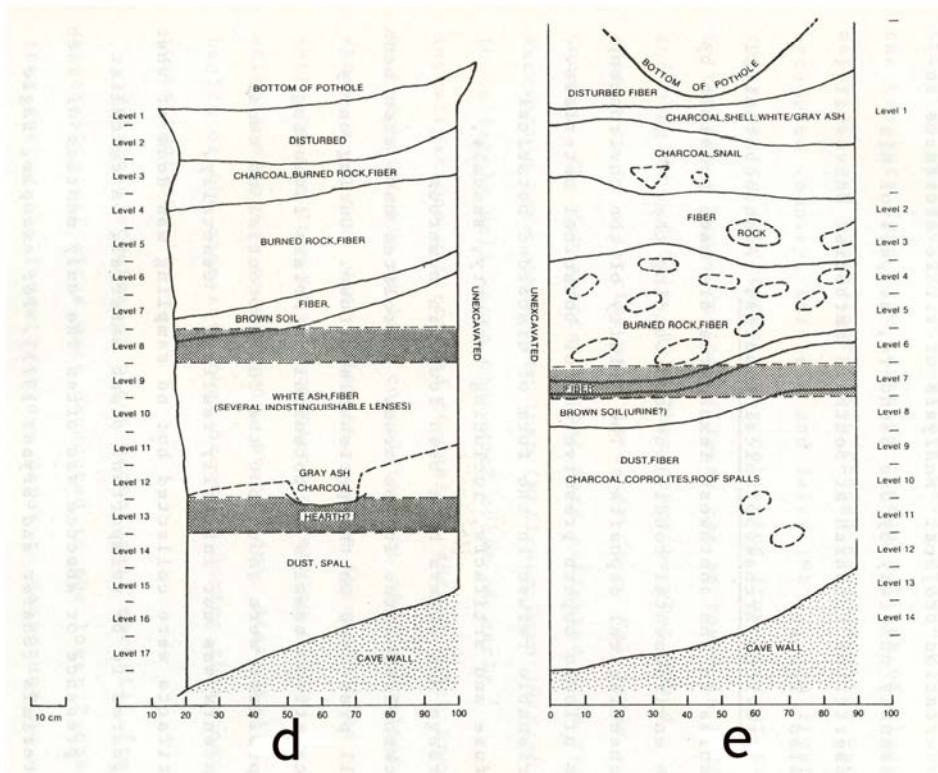 BOTTOM OF POTHOLE
DISTURBED
CHARCOAL,BURNED ROCK,FIBER
BURNED ROCK,FIBER
FIBER,
BROWN SOIL
WHITE ASH,FIBER
(SEVERAL INDISTINGUISHABLE LENSES)
GRAY ASH
CHARCOAL
HEARTH?
DUST, SPALL
CAVE WALL
UNEXCAVATED
Level 1
Level 2
Level 3
Level 4
Level 5
Level 6
Level 7
Level 8
Level 9
Level 10
Level 11
Level 12
Level 13
Level 14
Level 15
Level 16
Level 17
10 cm
10 20 30 40 50 60 70 80 90 100
d
BOTTOM OF POTHOLE
DISTURBED FIBER
CHARCOAL,SHELL,WHITE/GRAY ASH
CHARCOAL,SNAIL
FIBER
ROCK
BURNED ROCK,FIBER
FIBER
BROWN SOIL(URINE?)
DUST,FIBER
CHARCOAL,COPROLITES,ROOF SPALLS
CAVE WALL
UNEXCAVATED
Level 1
Level 2
Level 3
Level 4
Level 5
Level 6
Level 7
Level 8
Level 9
Level 10
Level 11
Level 12
Level 13
Level 14
0 10 20 30 40 50 60 70 80 90
e